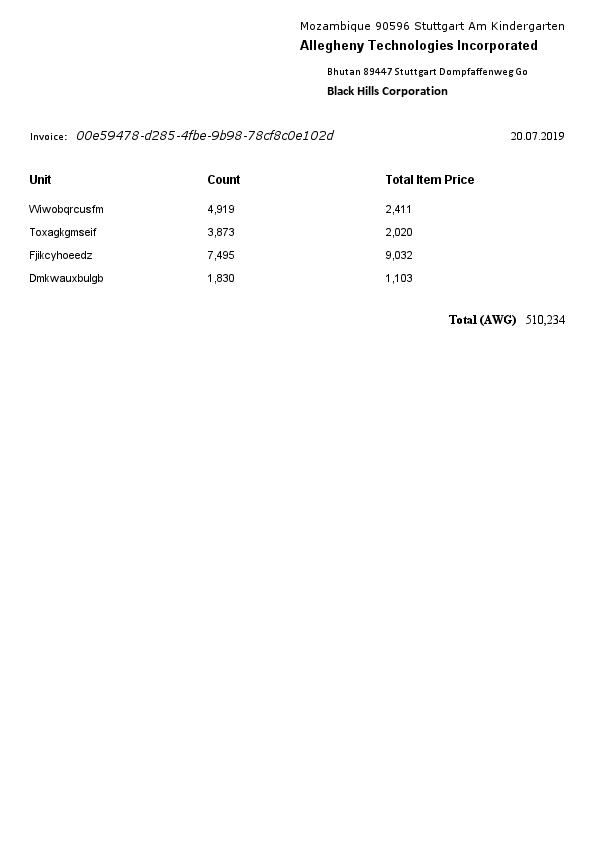 Mozambique 90596 Stuttgart Am Kindergarten
Allegheny Technologies Incorporated
Bhutan 89447 Stuttgart Dompfaffenweg Go
Black Hills Corporation
Invoice: 00e59478-d285-4fbe-9b98-78cf8c0e102d 20.07.2019
Unit Count Total Item Price
Wiwobqrcusfm 4,919 2,411
Toxagkgmseif 3,873 2,020
Fjikcyhoeedz 7,495 9,032
Dmkwauxbulgb 1,830 1,103
Total (AWG) 510,234